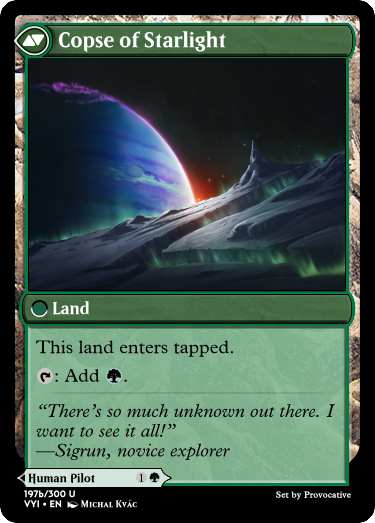 Copse of Starlight
Land
This land enters tapped.
: Add .
“There's so much unknown out there. I
want to see it all!”
—Sigrun, novice explorer
Human Pilot 1
197b/300 U
VYI • EN Michal Kvác
Set by Provocative